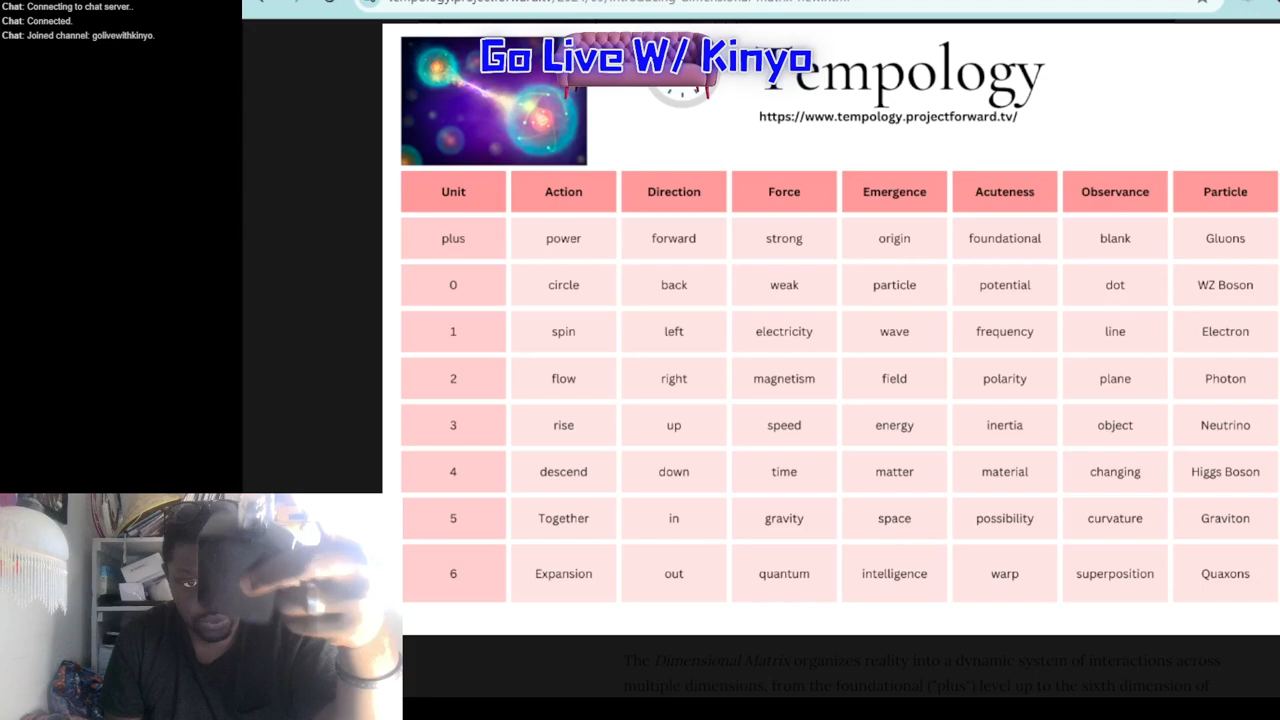 Chat: Connecting to chat server..
Chat: Connected.
Chat: Joined channel: golivewithkinyo.
Go Live W/ Kinyo
Tempology
https://www.tempology.projectforward.tv/
Unit Action Direction Force Emergence Acuteness Observance Particle
plus power forward strong origin foundational blank Gluons
0 circle back weak particle potential dot WZ Boson
1 spin left electricity wave frequency line Electron
2 flow right magnetism field polarity plane Photon
3 rise up speed energy inertia object Neutrino
4 descend down time matter material changing Higgs Boson
5 Together in gravity space possibility curvature Graviton
6 Expansion out quantum intelligence warp superposition Quaxons
The Dimensional Matrix organizes reality into a dynamic system of interactions across
multiple dimensions, from the foundational ("plus") level up to the sixth dimension of